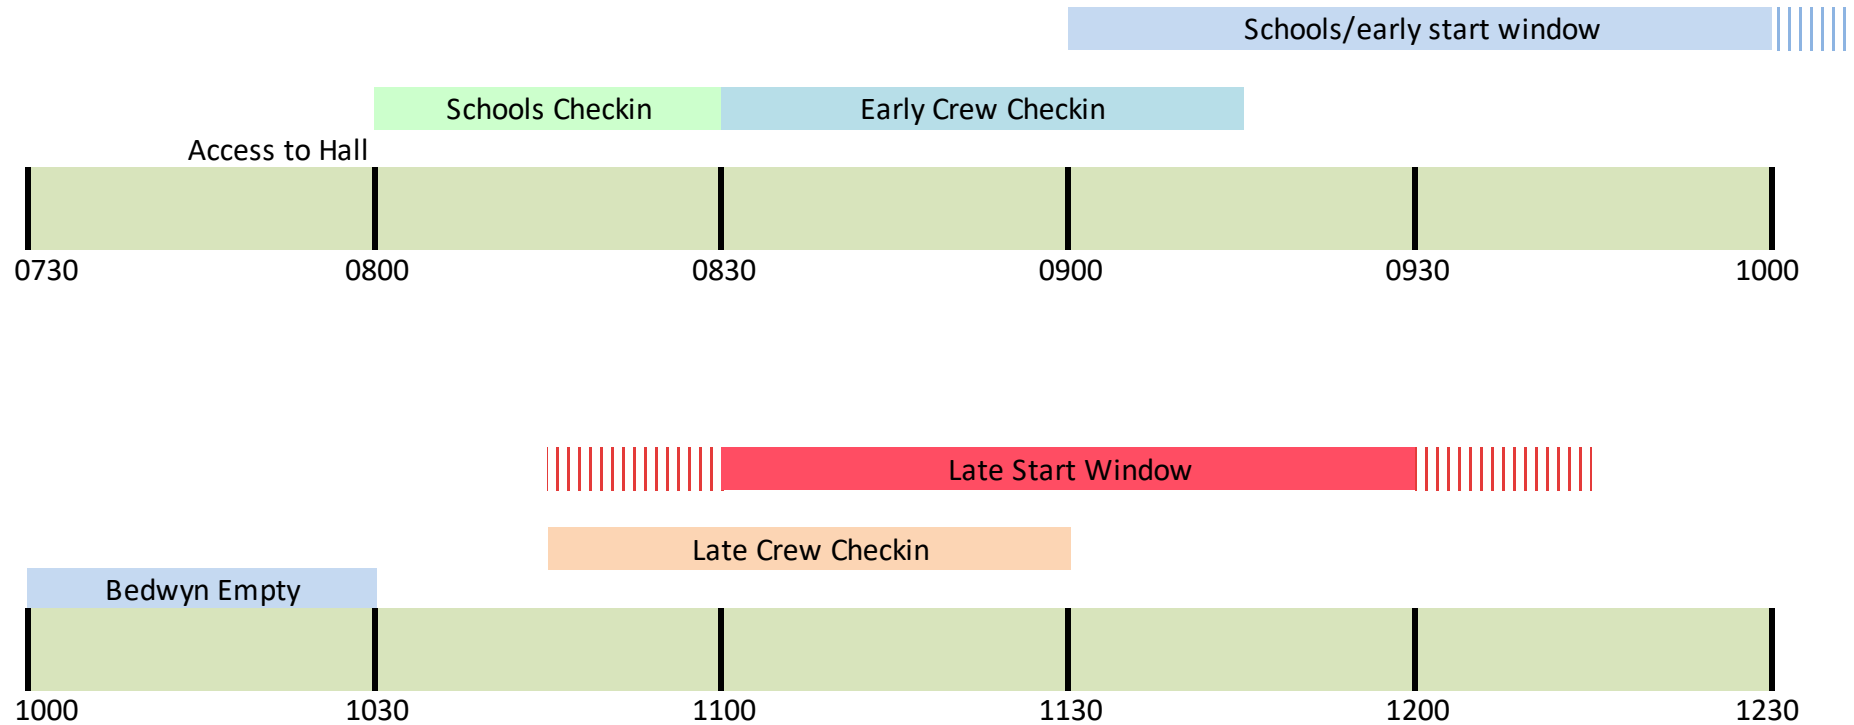 Schools/early start window
Schools Checkin Early Crew Checkin
Access to Hall
0730 0800 0830 0900 0930 1000
Late Start Window
Late Crew Checkin
Bedwyn Empty
1000 1030 1100 1130 1200 1230